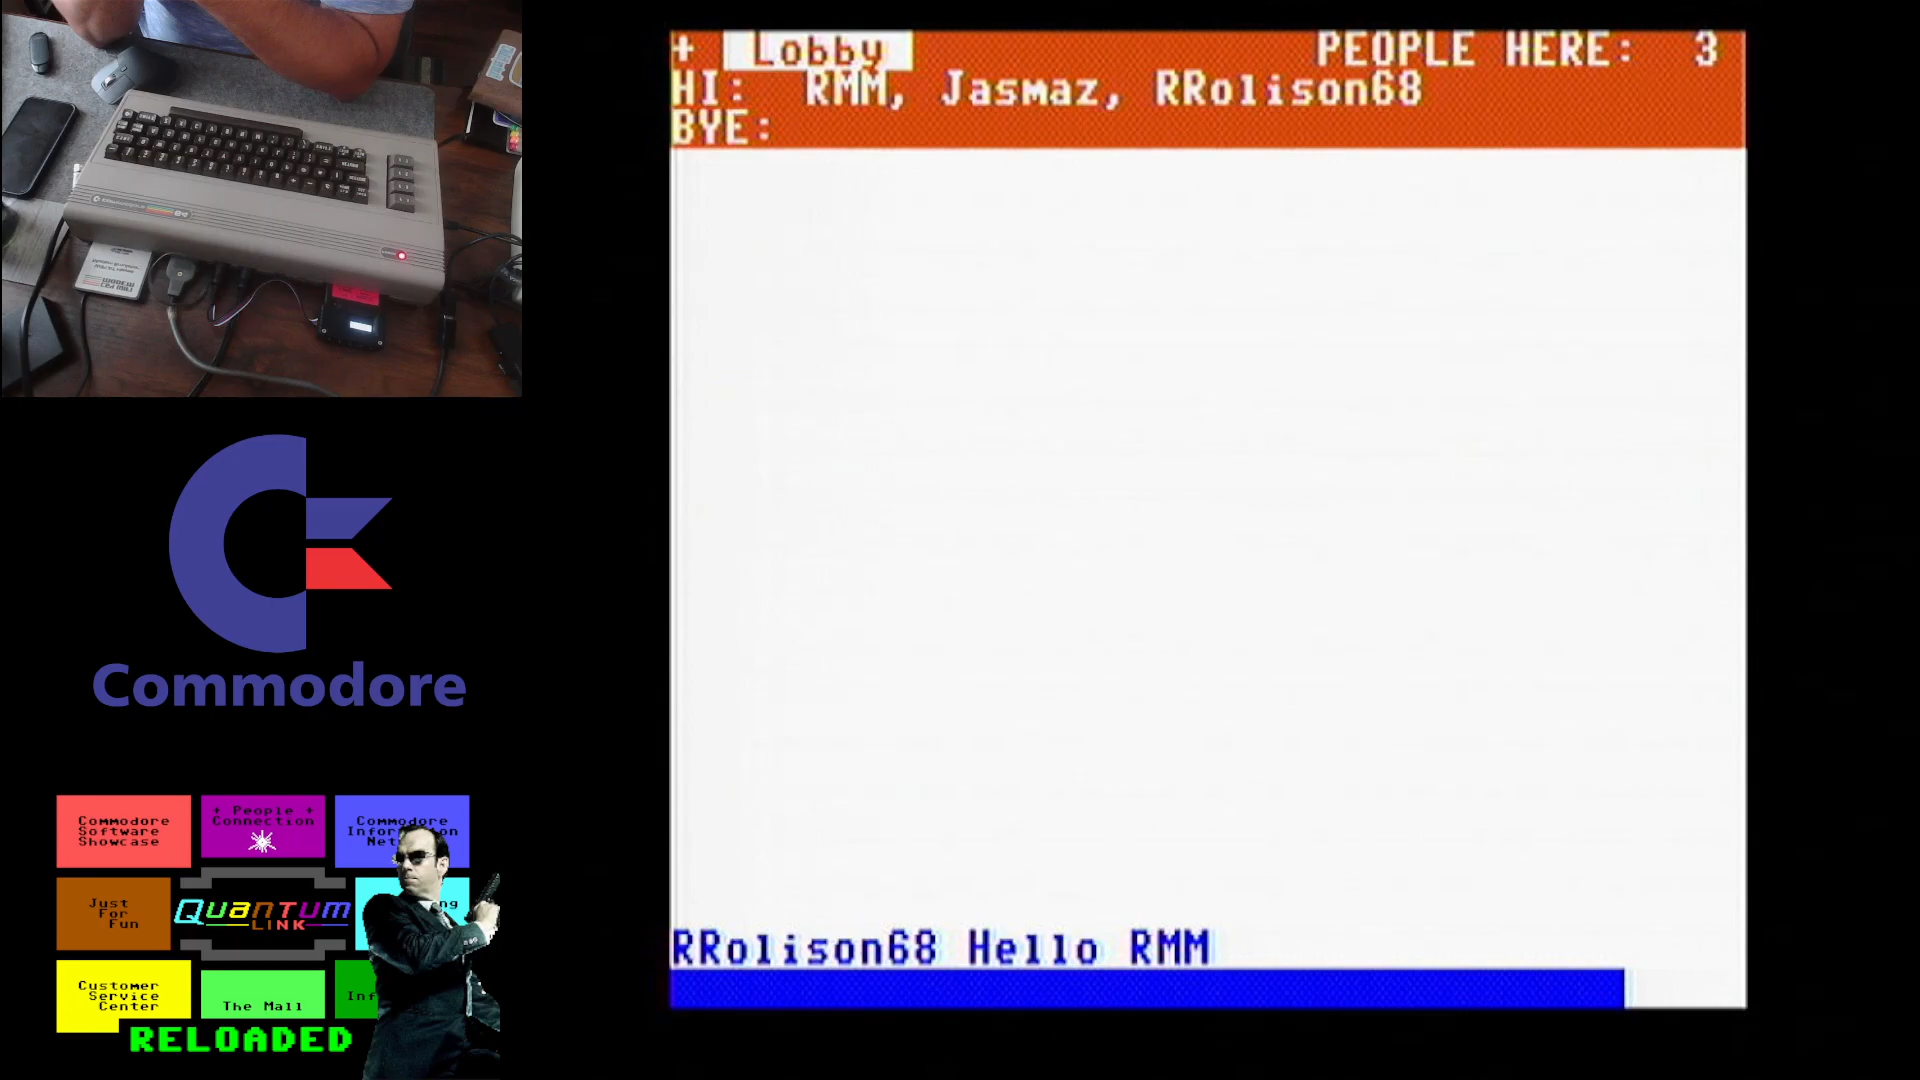 + Lobby PEOPLE HERE: 3
HI: RMM, Jasmaz, RRolison68
BYE:
RRolison68 Hello RMM
Commodore
Commodore
Software
Showcase
+ People +
Connection
Commodore
Just
For
Fun
QUANTUM
LINK
Customer
Service
Center
The Mall
RELOADED